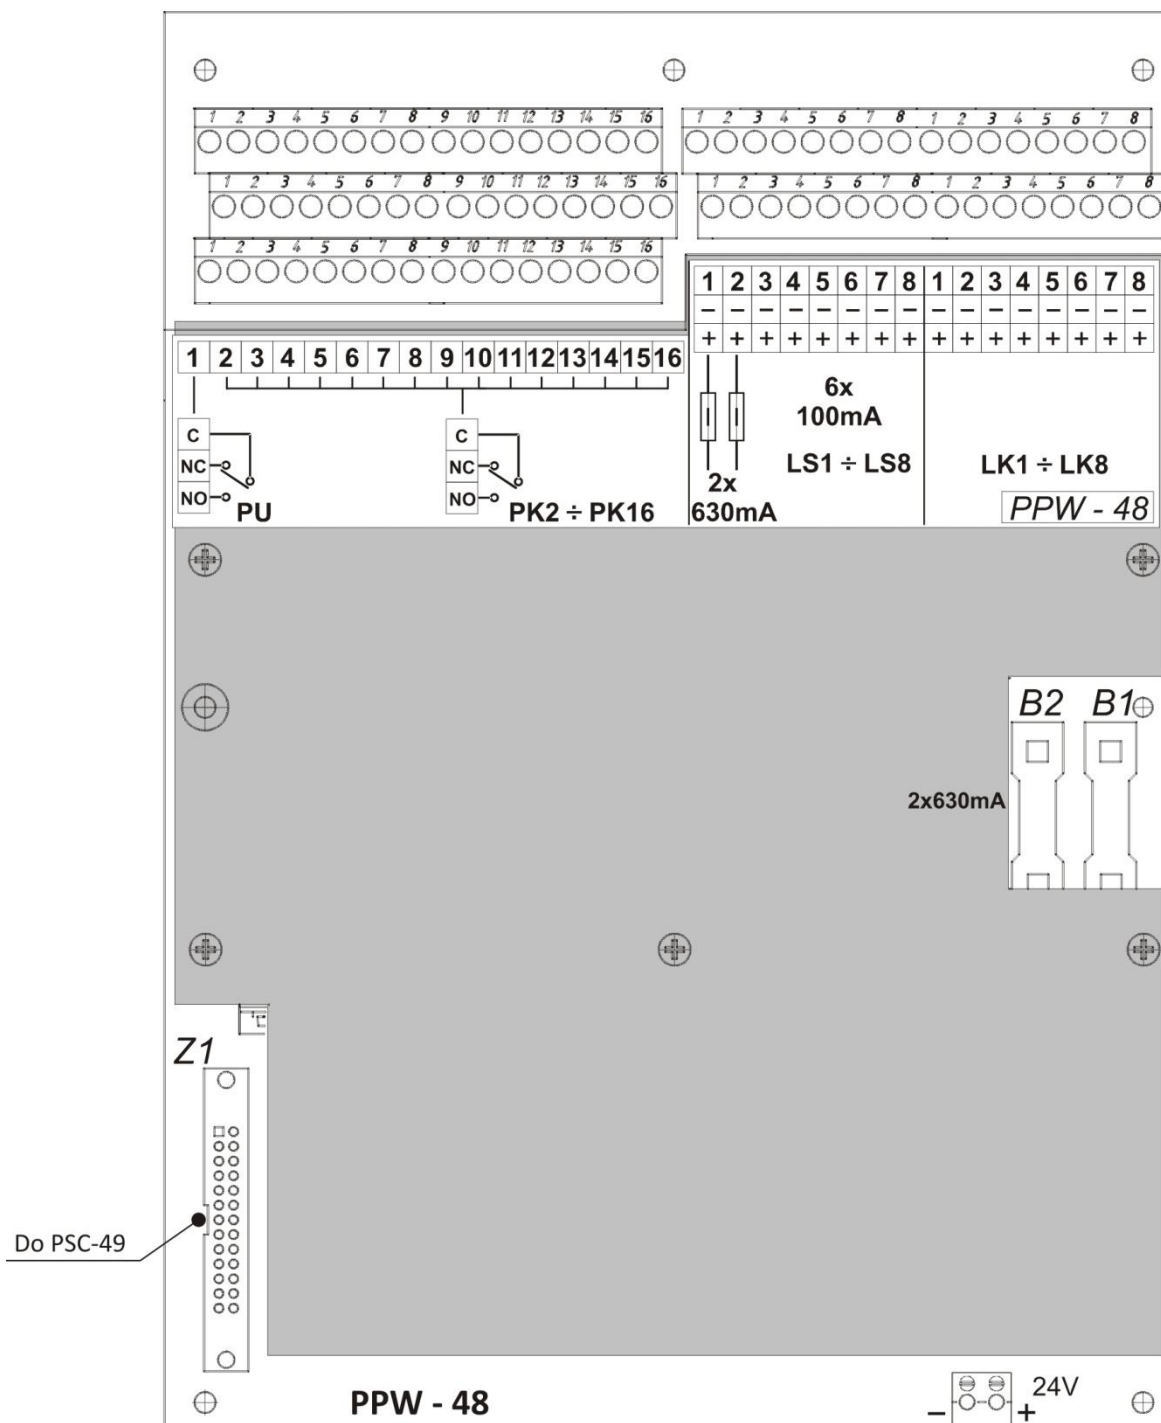 1 2 3 4 5 6 7 8 9 10 11 12 13 14 15 16
1 2 3 4 5 6 7 8 1 2 3 4 5 6 7 8
1 2 3 4 5 6 7 8 9 10 11 12 13 14 15 16
1 2 3 4 5 6 7 8 1 2 3 4 5 6 7 8
1 2 3 4 5 6 7 8 9 10 11 12 13 14 15 16
1 2 3 4 5 6 7 8 1 2 3 4 5 6 7 8
− − − − − − − − − − − − − − − −
+ + + + + + + + + + + + + + + +
1 2 3 4 5 6 7 8 9 10 11 12 13 14 15 16
C
NC
NO
PU
C
NC
NO
PK2 ÷ PK16
6x
100mA
LS1 ÷ LS8
2x
630mA
LK1 ÷ LK8
PPW - 48
B2 B1
2x630mA
Z1
Do PSC-49
PPW - 48
− + 24V